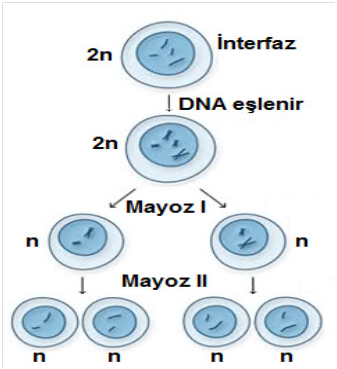 2n
İnterfaz
DNA eşlenir
2n
Mayoz I
n
n
Mayoz II
n
n
n
n